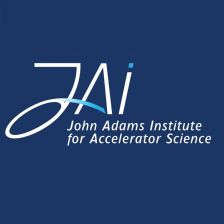 JAi
John Adams Institute
for Accelerator Science